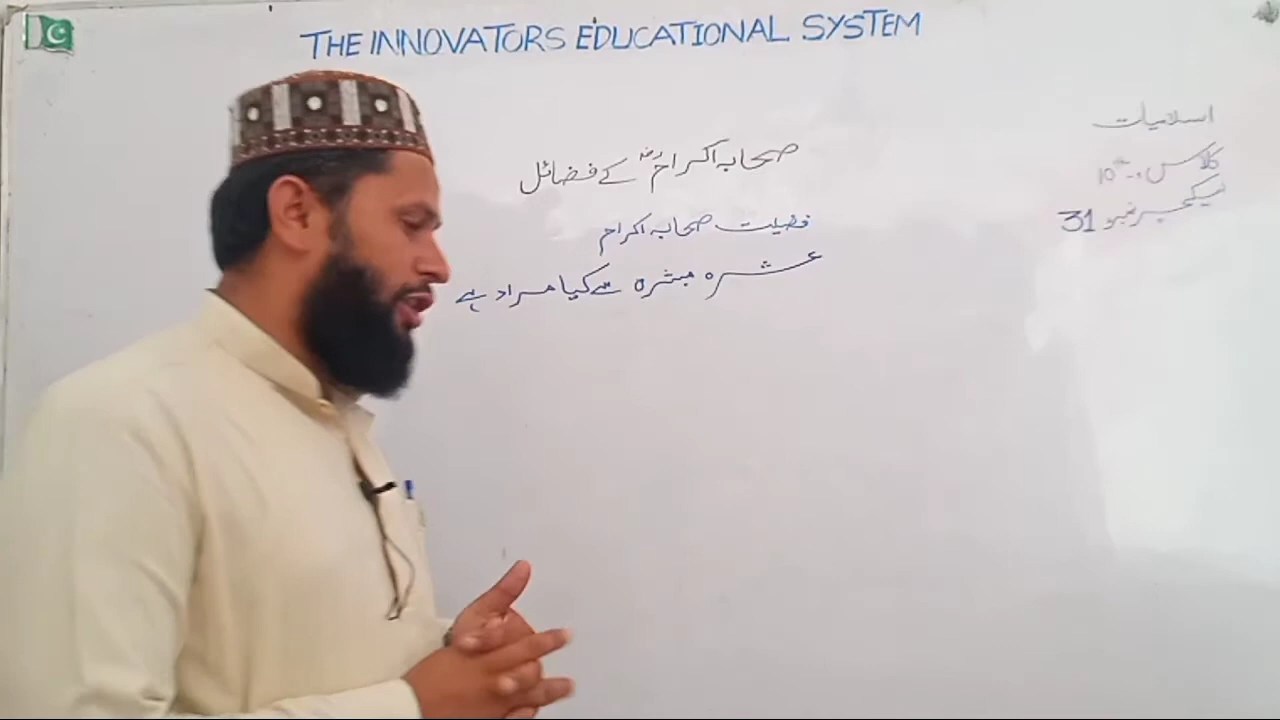 THE INNOVATORS EDUCATIONAL SYSTEM
اسلامیات
کلاس :- 10th
لیکچر نمبر 31
صحابہ اکرامؓ کے فضائل
فضیلت صحابہ اکرام
عشرہ مبشرہ سے کیا مراد ہے